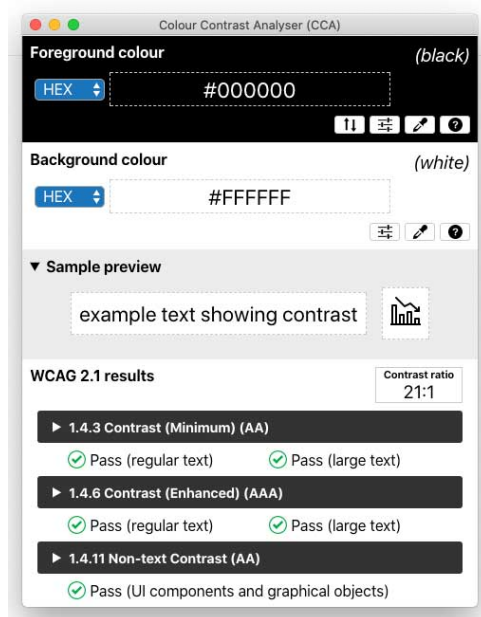 Colour Contrast Analyser (CCA)
Foreground colour (black)
HEX #000000
Background colour (white)
HEX #FFFFFF
▼ Sample preview
example text showing contrast
WCAG 2.1 results
Contrast ratio
21:1
▶ 1.4.3 Contrast (Minimum) (AA)
Pass (regular text) Pass (large text)
▶ 1.4.6 Contrast (Enhanced) (AAA)
Pass (regular text) Pass (large text)
▶ 1.4.11 Non-text Contrast (AA)
Pass (UI components and graphical objects)